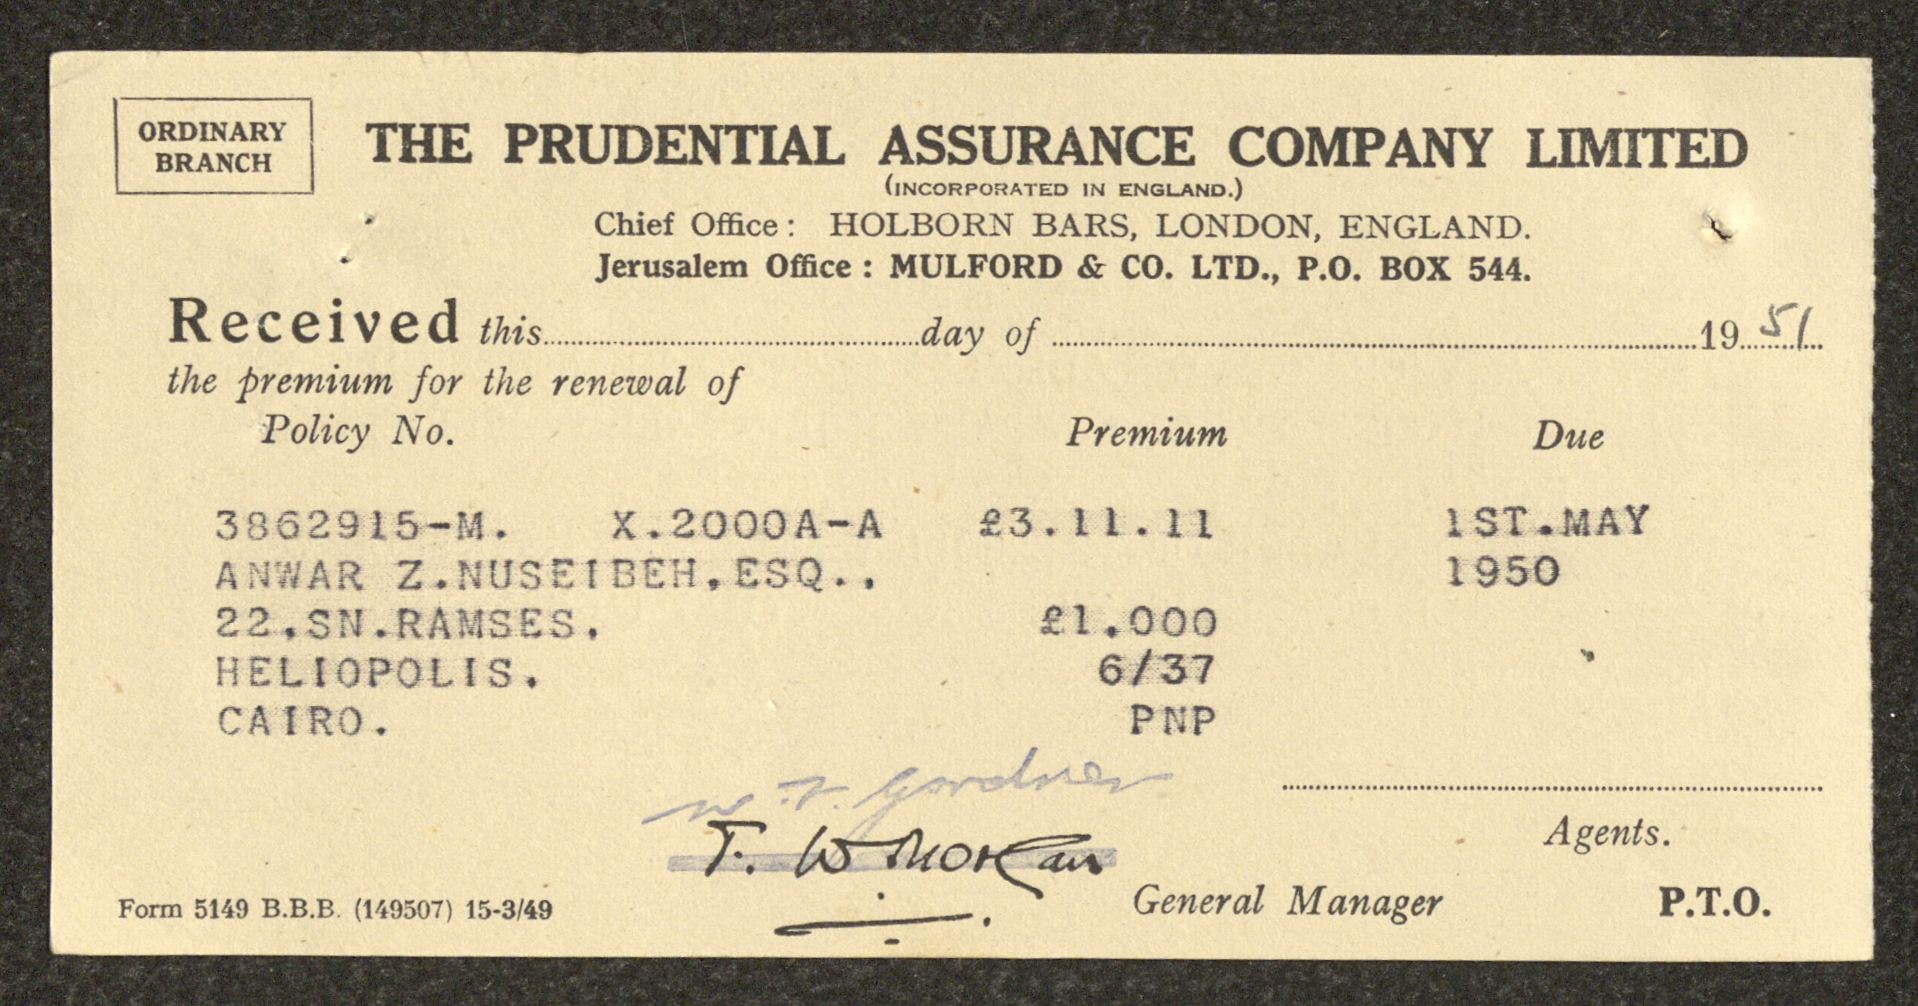 ORDINARY
BRANCH
THE PRUDENTIAL ASSURANCE COMPANY LIMITED
(INCORPORATED IN ENGLAND.)
Chief Office: HOLBORN BARS, LONDON, ENGLAND.
Jerusalem Office: MULFORD & CO. LTD., P.O. BOX 544.
Received this....................day of ....................19 51
the premium for the renewal of
Policy No. Premium Due
3862915-M. X.2000A-A £3.11.11 1ST.MAY
ANWAR Z.NUSEIBEH,ESQ., 1950
22,SN.RAMSES. £1.000
HELIOPOLIS. 6/37
CAIRO. PNP
W. F. Gardner
F. W Morgan
Agents.
Form 5149 B.B.B. (149507) 15-3/49 General Manager P.T.O.